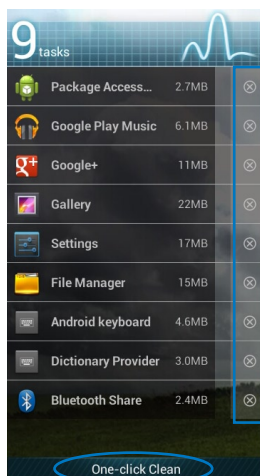 9 tasks
Package Access... 2.7MB
Google Play Music 6.1MB
Google+ 11MB
Gallery 22MB
Settings 17MB
File Manager 15MB
Android keyboard 4.6MB
Dictionary Provider 3.0MB
Bluetooth Share 2.4MB
One-click Clean